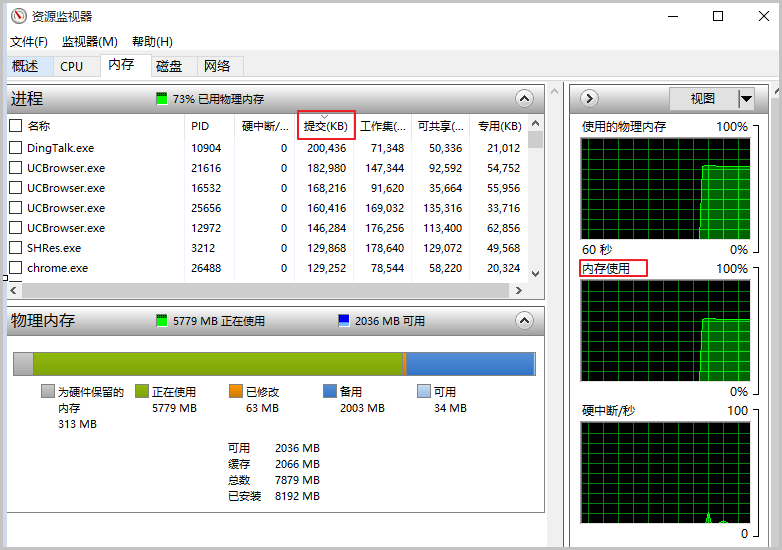 资源监视器
文件(F) 监视器(M) 帮助(H)
概述 CPU 内存 磁盘 网络
进程 73% 已用物理内存
名称 PID 硬中断/... 提交(KB) 工作集(... 可共享(... 专用(KB)
DingTalk.exe 10904 0 200,436 71,348 50,336 21,012
UCBrowser.exe 21616 0 182,980 147,344 92,592 54,752
UCBrowser.exe 16532 0 168,216 91,620 35,664 55,956
UCBrowser.exe 25656 0 160,416 169,032 135,316 33,716
UCBrowser.exe 12972 0 146,284 176,256 113,400 62,856
SHRes.exe 3212 0 129,868 178,640 129,072 49,568
chrome.exe 26488 0 129,252 78,544 58,220 20,324
物理内存 5779 MB 正在使用 2036 MB 可用
为硬件保留的 正在使用 已修改 备用 可用
内存 5779 MB 63 MB 2003 MB 34 MB
313 MB
可用 2036 MB
缓存 2066 MB
总数 7879 MB
已安装 8192 MB
视图
使用的物理内存 100%
60 秒 0%
内存使用 100%
0%
硬中断/秒 100
0